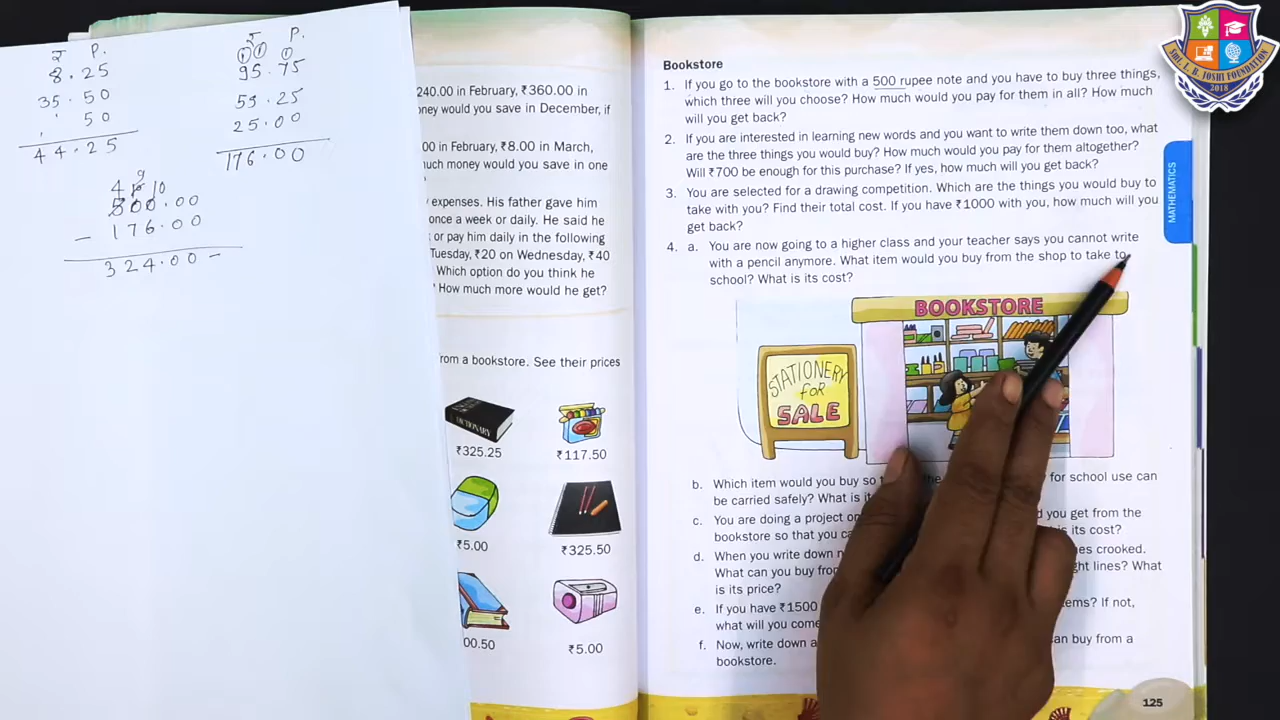 ₹ P.
8.25
35.50
50
44.25
₹ P.
95.75
55.25
25.00
176.00
4 9 10
500.00
- 176.00
324.00 -
240.00 in February, ₹360.00 in
ney would you save in December, if
00 in February, ₹8.00 in March,
uch money would you save in one
expenses. His father gave him
once a week or daily. He said he
or pay him daily in the following
Tuesday, ₹20 on Wednesday, ₹40
Which option do you think he
How much more would he get?
rom a bookstore. See their prices
DICTIONARY
₹325.25
₹117.50
₹5.00
₹325.50
00.50
₹5.00
Bookstore
1. If you go to the bookstore with a 500 rupee note and you have to buy three things,
which three will you choose? How much would you pay for them in all? How much
will you get back?
2. If you are interested in learning new words and you want to write them down too, what
are the three things you would buy? How much would you pay for them altogether?
Will ₹700 be enough for this purchase? If yes, how much will you get back?
3. You are selected for a drawing competition. Which are the things you would buy to
take with you? Find their total cost. If you have ₹1000 with you, how much will you
get back?
4. a. You are now going to a higher class and your teacher says you cannot write
with a pencil anymore. What item would you buy from the shop to take to
school? What is its cost?
BOOKSTORE
STATIONERY
for
SALE
b. Which item would you buy so for school use can
be carried safely? What is
c. You are doing a project you get from the
bookstore so that you is its cost?
d. When you write down crooked.
What can you buy lines? What
is its price?
e. If you have ₹1500 If not,
what will you come
f. Now, write down a can buy from a
bookstore.
125
MATHEMATICS
SHE. L. B. JOSHI FOUNDATION
2018